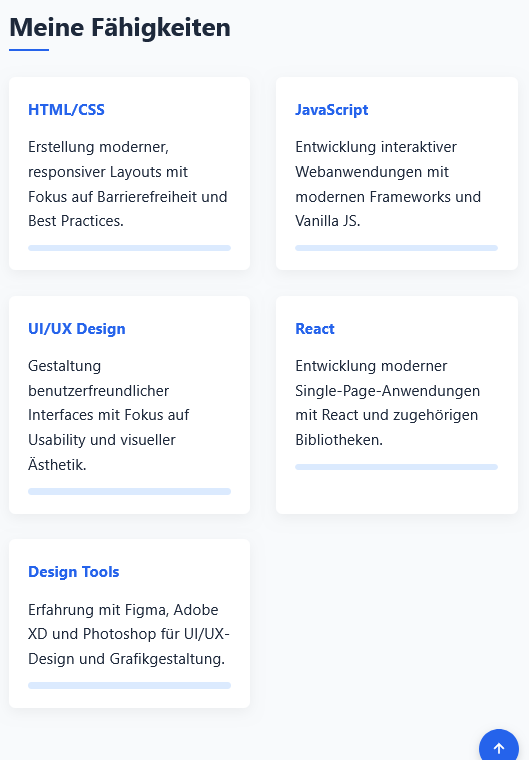 Meine Fähigkeiten
HTML/CSS
Erstellung moderner,
responsiver Layouts mit
Fokus auf Barrierefreiheit und
Best Practices.
JavaScript
Entwicklung interaktiver
Webanwendungen mit
modernen Frameworks und
Vanilla JS.
UI/UX Design
Gestaltung
benutzerfreundlicher
Interfaces mit Fokus auf
Usability und visueller
Ästhetik.
React
Entwicklung moderner
Single-Page-Anwendungen
mit React und zugehörigen
Bibliotheken.
Design Tools
Erfahrung mit Figma, Adobe
XD und Photoshop für UI/UX-
Design und Grafikgestaltung.